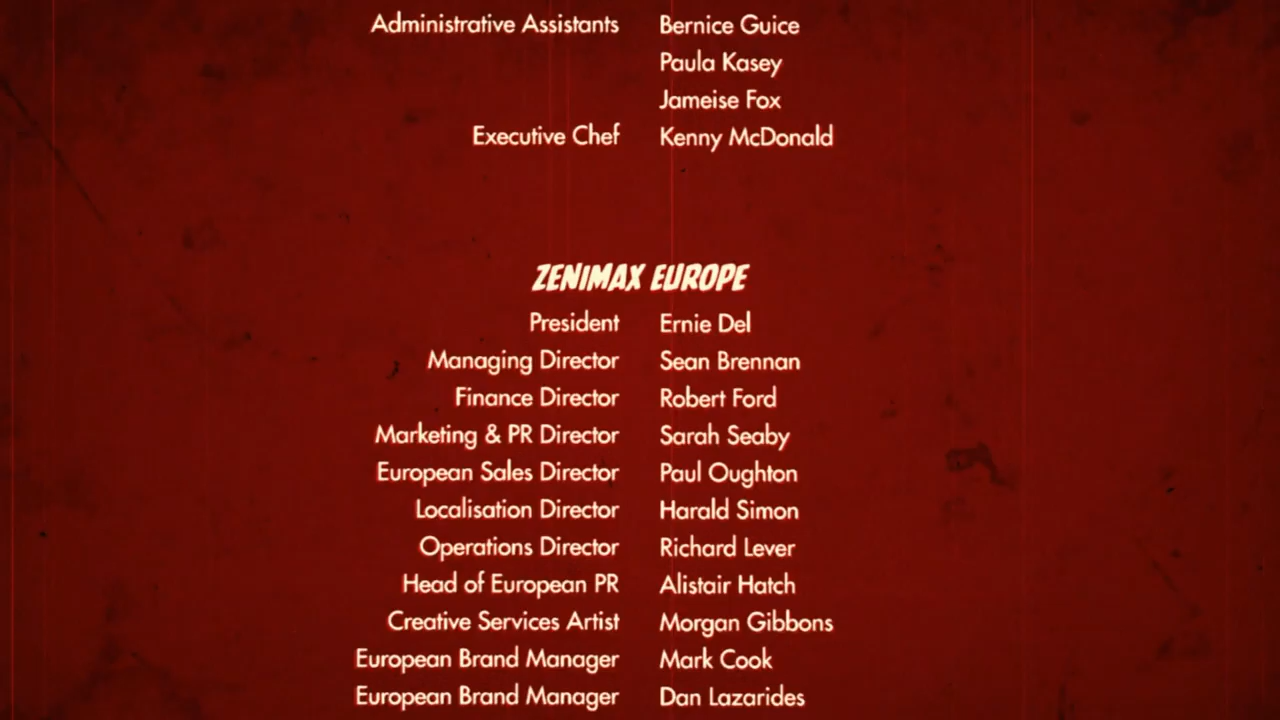 Administrative Assistants Bernice Guice
Paula Kasey
Jameise Fox
Executive Chef Kenny McDonald
ZENIMAX EUROPE
President Ernie Del
Managing Director Sean Brennan
Finance Director Robert Ford
Marketing & PR Director Sarah Seaby
European Sales Director Paul Oughton
Localisation Director Harald Simon
Operations Director Richard Lever
Head of European PR Alistair Hatch
Creative Services Artist Morgan Gibbons
European Brand Manager Mark Cook
European Brand Manager Dan Lazarides